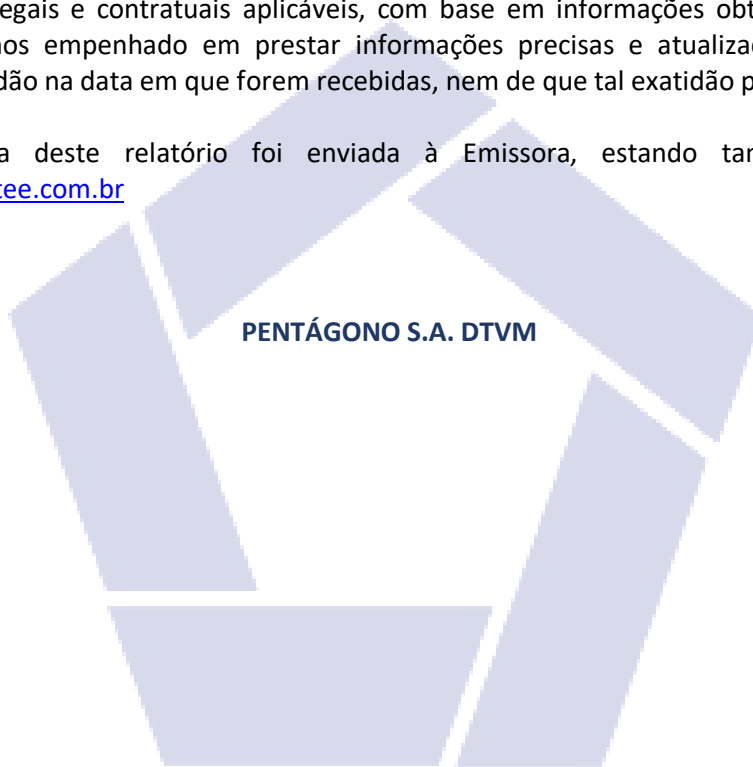 egais e contratuais aplicáveis, com base em informações obt
nos empenhado em prestar informações precisas e atualiza
dão na data em que forem recebidas, nem de que tal exatidão p
a deste relatório foi enviada à Emissora, estando tar
tee.com.br
PENTÁGONO S.A. DTVM